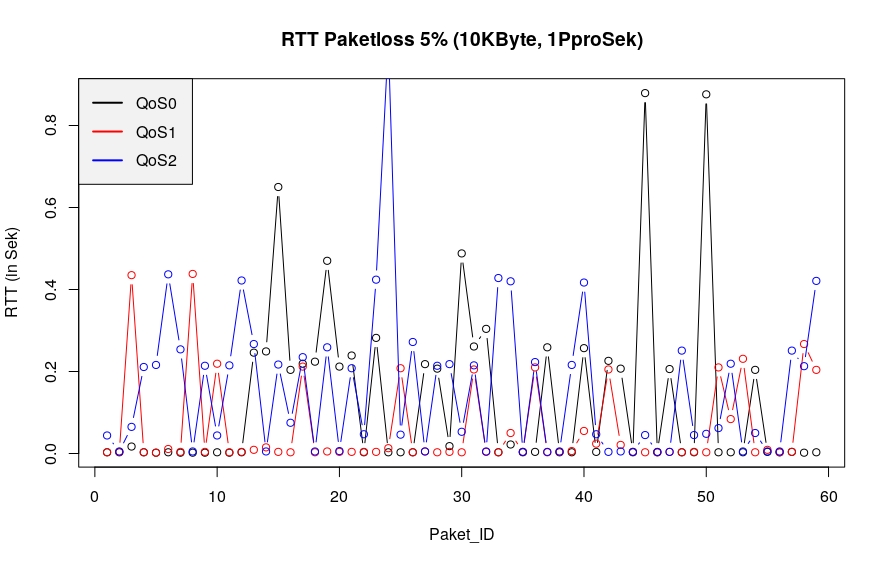 RTT Paketloss 5% (10KByte, 1PproSek)
QoS0
QoS1
QoS2
RTT (In Sek)
0.8
0.6
0.4
0.2
0.0
0 10 20 30 40 50 60
Paket_ID